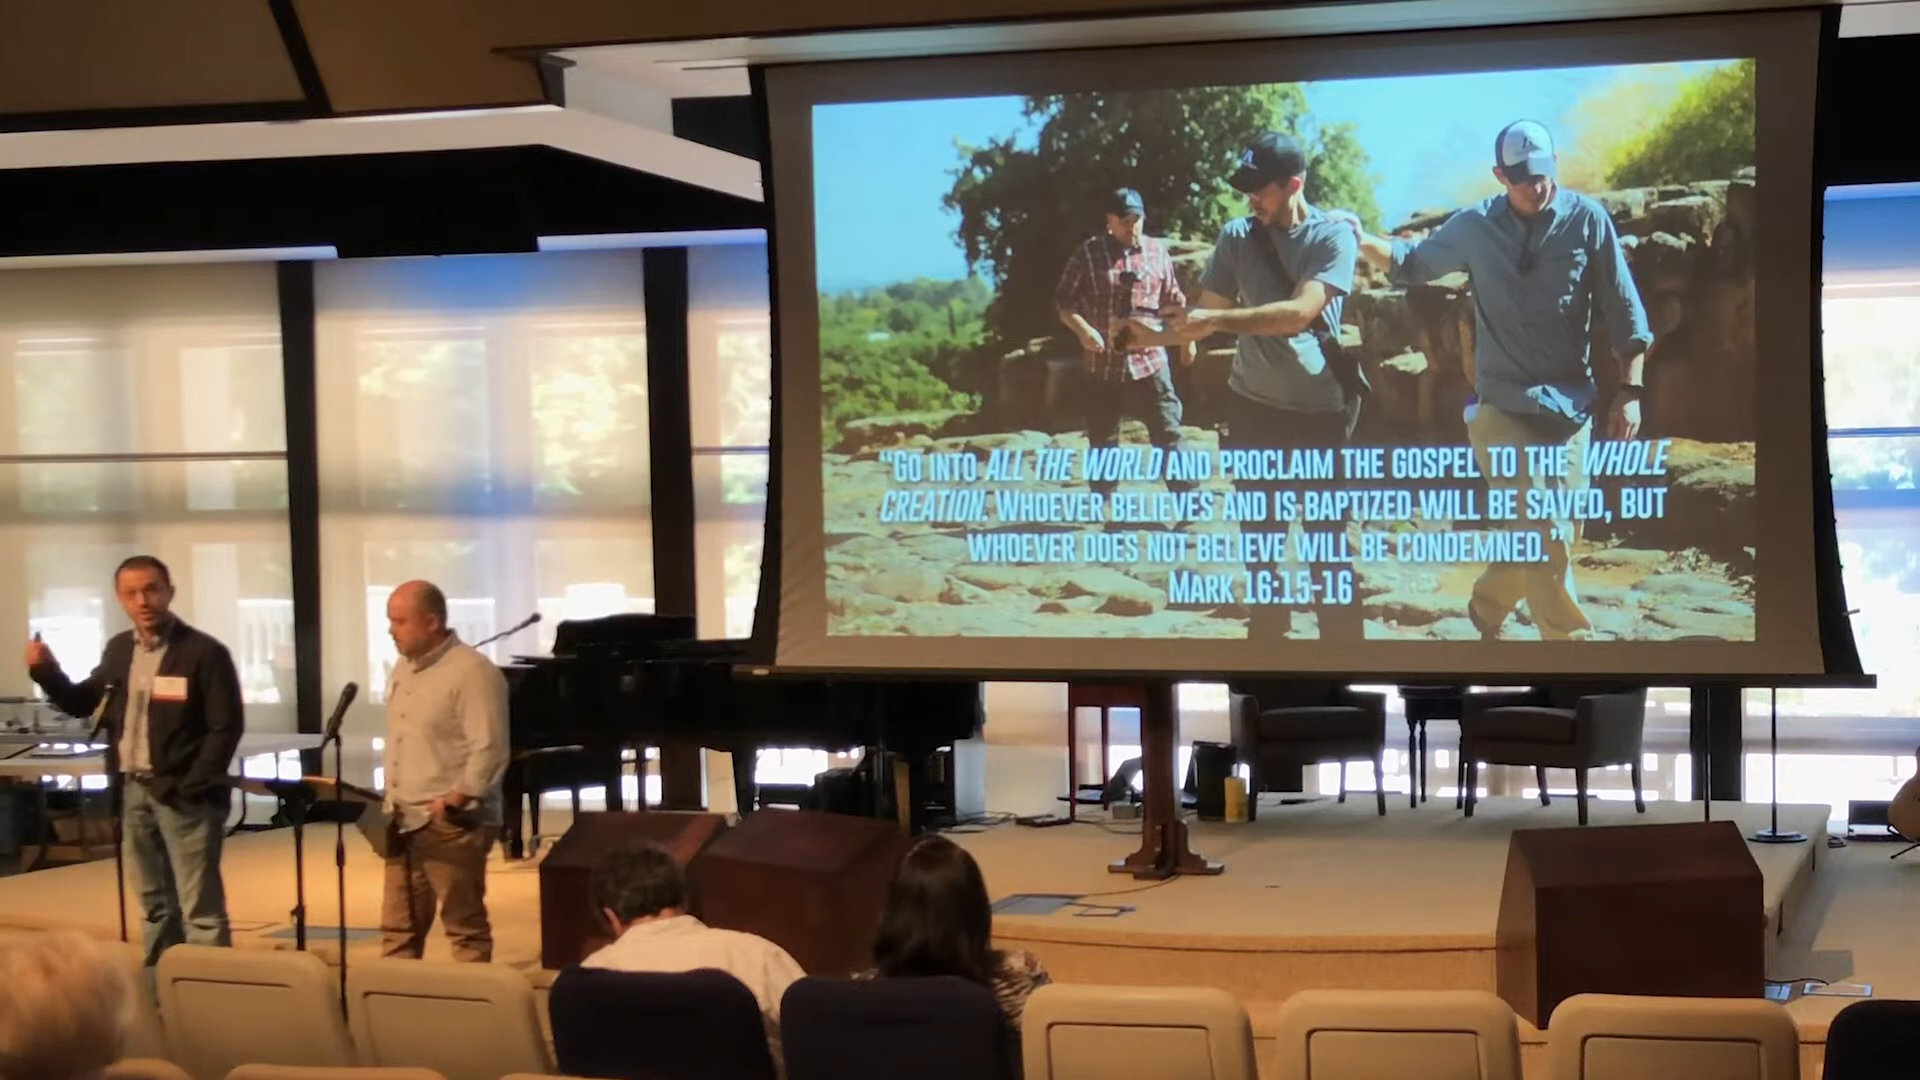 “GO INTO ALL THE WORLD AND PROCLAIM THE GOSPEL TO THE WHOLE
CREATION. WHOEVER BELIEVES AND IS BAPTIZED WILL BE SAVED, BUT
WHOEVER DOES NOT BELIEVE WILL BE CONDEMNED.”
MARK 16:15-16